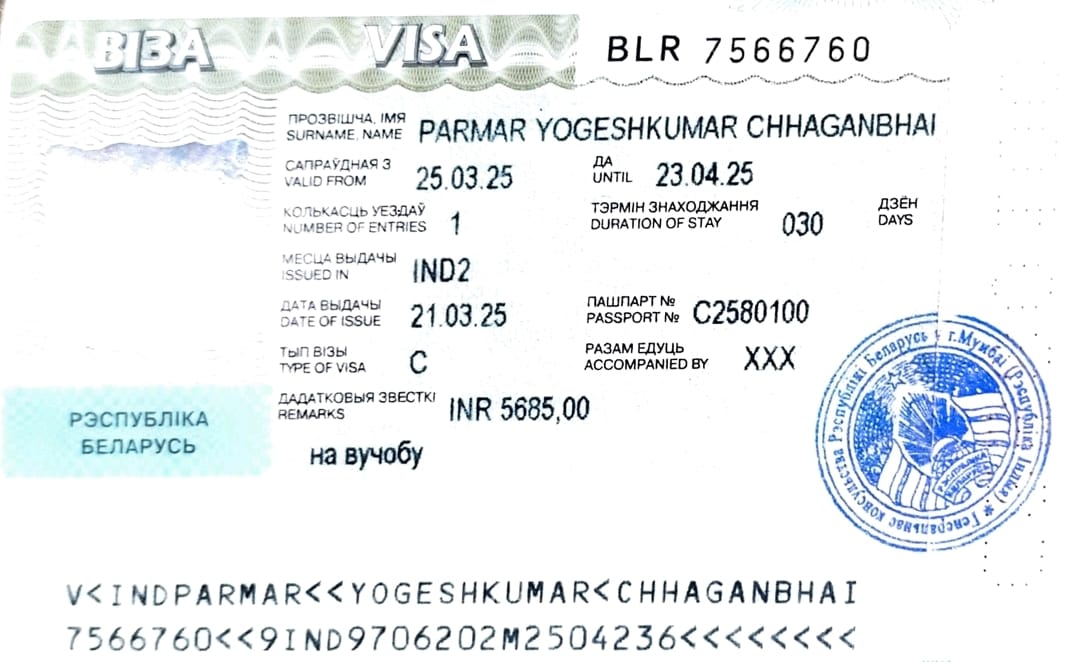 ВІЗА VISA BLR 7566760
ПРОЗВІШЧА, ІМЯ
SURNAME, NAME PARMAR YOGESHKUMAR CHHAGANBHAI
САПРАЎДНАЯ З ДА
VALID FROM 25.03.25 UNTIL 23.04.25
КОЛЬКАСЦЬ УЕЗДАЎ ТЭРМІН ЗНАХОДЖАННЯ ДЗЁН
NUMBER OF ENTRIES 1 DURATION OF STAY 030 DAYS
МЕСЦА ВЫДАЧЫ
ISSUED IN IND2
ДАТА ВЫДАЧЫ ПАШПАРТ №
DATE OF ISSUE 21.03.25 PASSPORT № C2580100
ТЫП ВІЗЫ РАЗАМ ЕДУЦЬ
TYPE OF VISA C ACCOMPANIED BY XXX
ДАДАТКОВЫЯ ЗВЕСТКІ
REMARKS INR 5685,00
на вучобу
РЭСПУБЛІКА
БЕЛАРУСЬ
Генеральнае консульства Рэспублікі Беларусь г.Мумбаі (Рэспубліка Індыя) *
РЭСПУБЛІКА
БЕЛАРУСЬ
V<INDPARMAR<<YOGESHKUMAR<CHHAGANBHAI
7566760<<9IND9706202M2504236<<<<<<<<